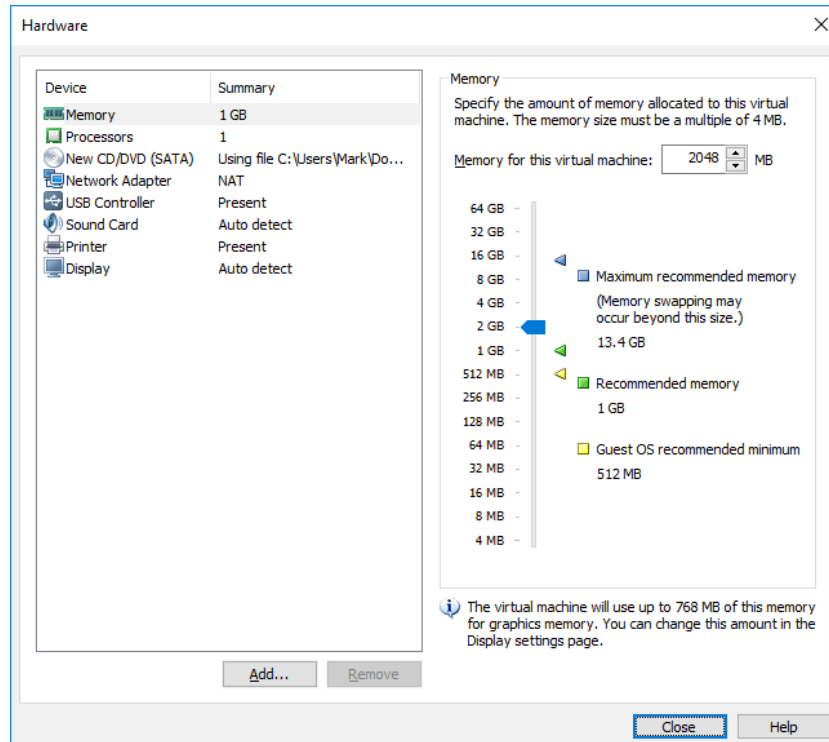 Hardware
Device Summary
Memory 1 GB
Processors 1
New CD/DVD (SATA) Using file C:\Users\Mark\Do...
Network Adapter NAT
USB Controller Present
Sound Card Auto detect
Printer Present
Display Auto detect
Add... Remove
Memory
Specify the amount of memory allocated to this virtual
machine. The memory size must be a multiple of 4 MB.
Memory for this virtual machine: 2048 MB
64 GB
32 GB
16 GB
8 GB
4 GB
2 GB
1 GB
512 MB
256 MB
128 MB
64 MB
32 MB
16 MB
8 MB
4 MB
Maximum recommended memory
(Memory swapping may
occur beyond this size.)
13.4 GB
Recommended memory
1 GB
Guest OS recommended minimum
512 MB
The virtual machine will use up to 768 MB of this memory
for graphics memory. You can change this amount in the
Display settings page.
Close Help